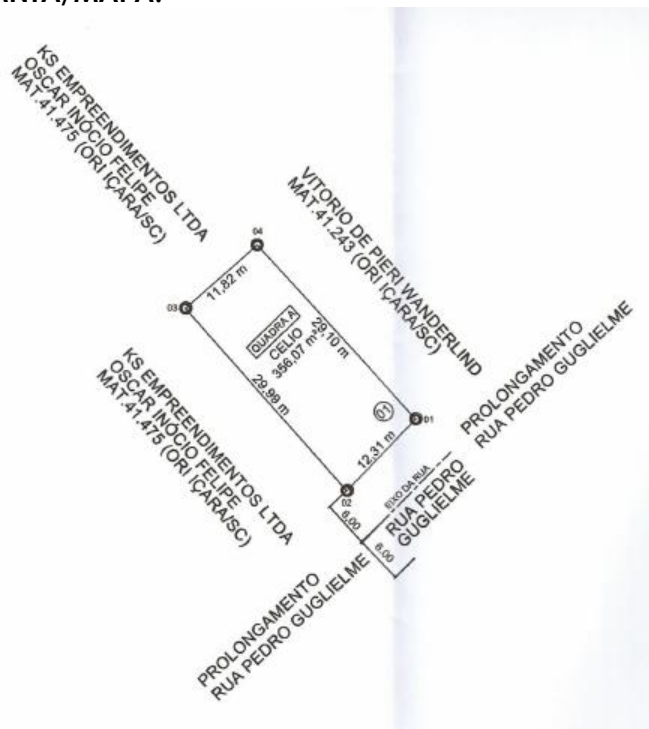 KS EMPREENDIMENTOS LTDA
OSCAR INÓCIO FELIPE
MAT.41.475 (ORI IÇARA/SC)
VITORIO DE PIERI WANDERLIND
MAT.41.243 (ORI IÇARA/SC)
04
11,82 m
03
QUADRA A
CELIO
356,07 m²
29,10 m
29,98 m
01
01
12,31 m
02
KS EMPREENDIMENTOS LTDA
OSCAR INÓCIO FELIPE
MAT.41.475 (ORI IÇARA/SC)
PROLONGAMENTO
RUA PEDRO GUGLIELME
EIXO DA RUA
RUA PEDRO
GUGLIELME
6,00
6,00
PROLONGAMENTO
RUA PEDRO GUGLIELME